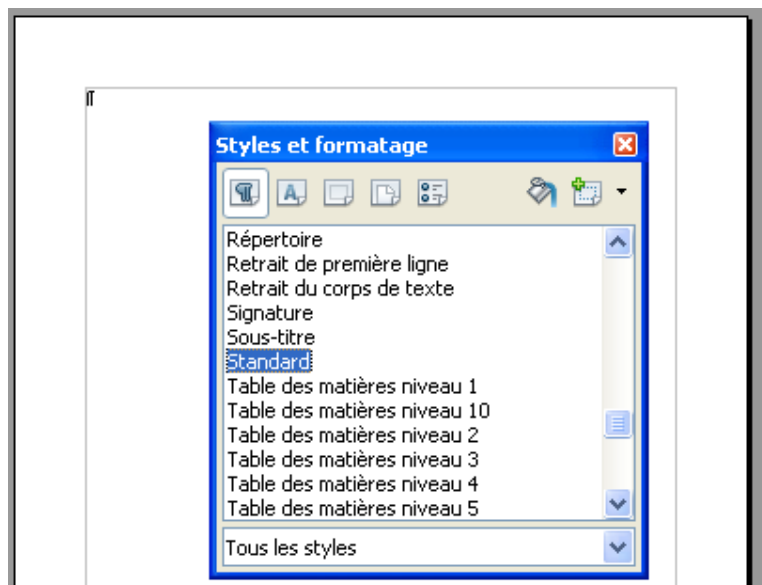 ¶
Styles et formatage
Répertoire
Retrait de première ligne
Retrait du corps de texte
Signature
Sous-titre
Standard
Table des matières niveau 1
Table des matières niveau 10
Table des matières niveau 2
Table des matières niveau 3
Table des matières niveau 4
Table des matières niveau 5
Tous les styles